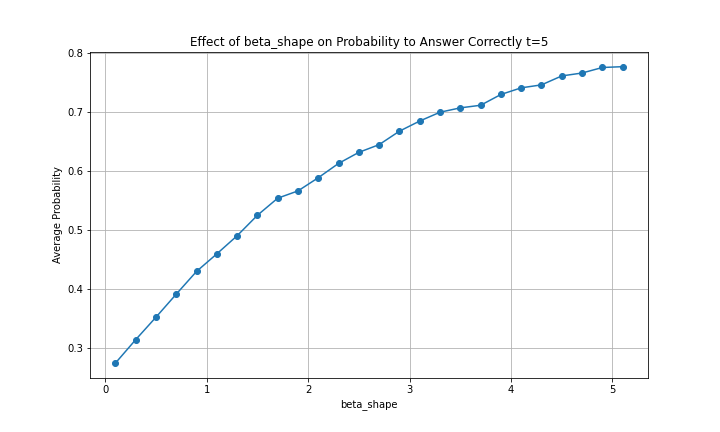 Effect of beta_shape on Probability to Answer Correctly t=5
0.8
0.7
0.6
0.5
0.4
0.3
Average Probability
0 1 2 3 4 5
beta_shape